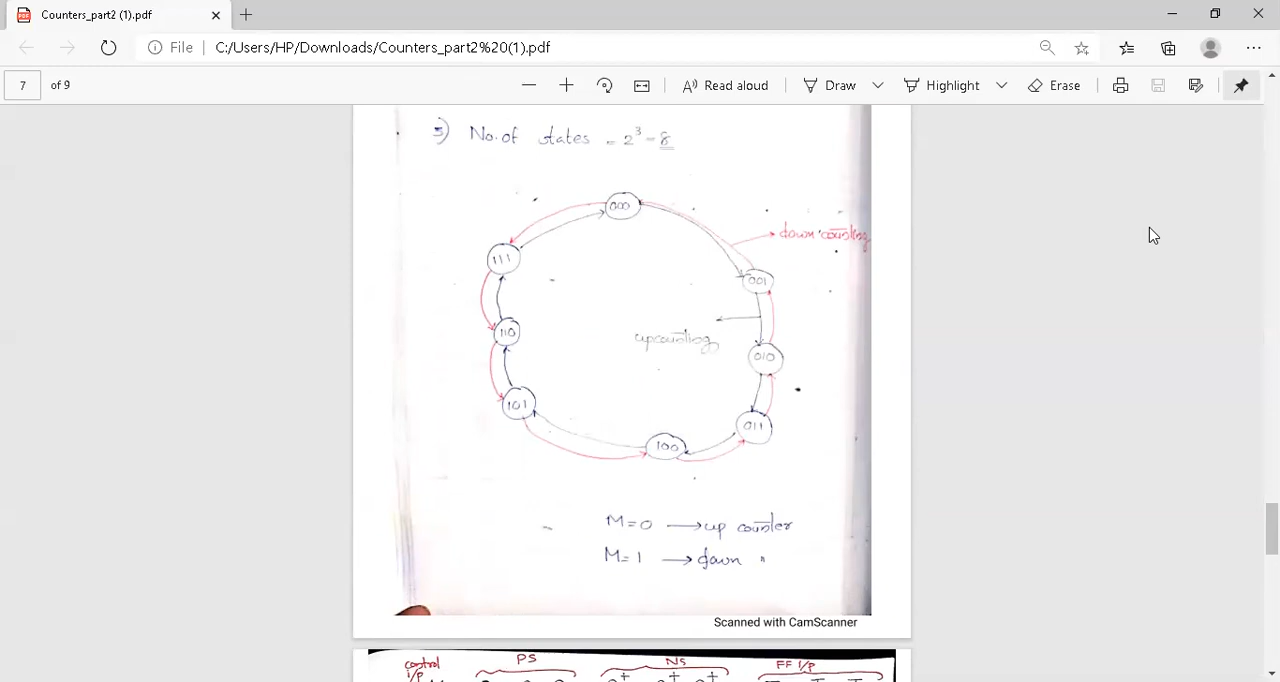 Counters_part2 (1).pdf
File
C:/Users/HP/Downloads/Counters_part2%20(1).pdf
7 of 9
Read aloud
Draw
Highlight
Erase
3) No.of states = 2³ = 8
000
111
down counting
001
110
upcounting
010
101
011
100
M=0 → up counter
M=1 → down "
Scanned with CamScanner
control
i/p
PS
NS
FF i/p